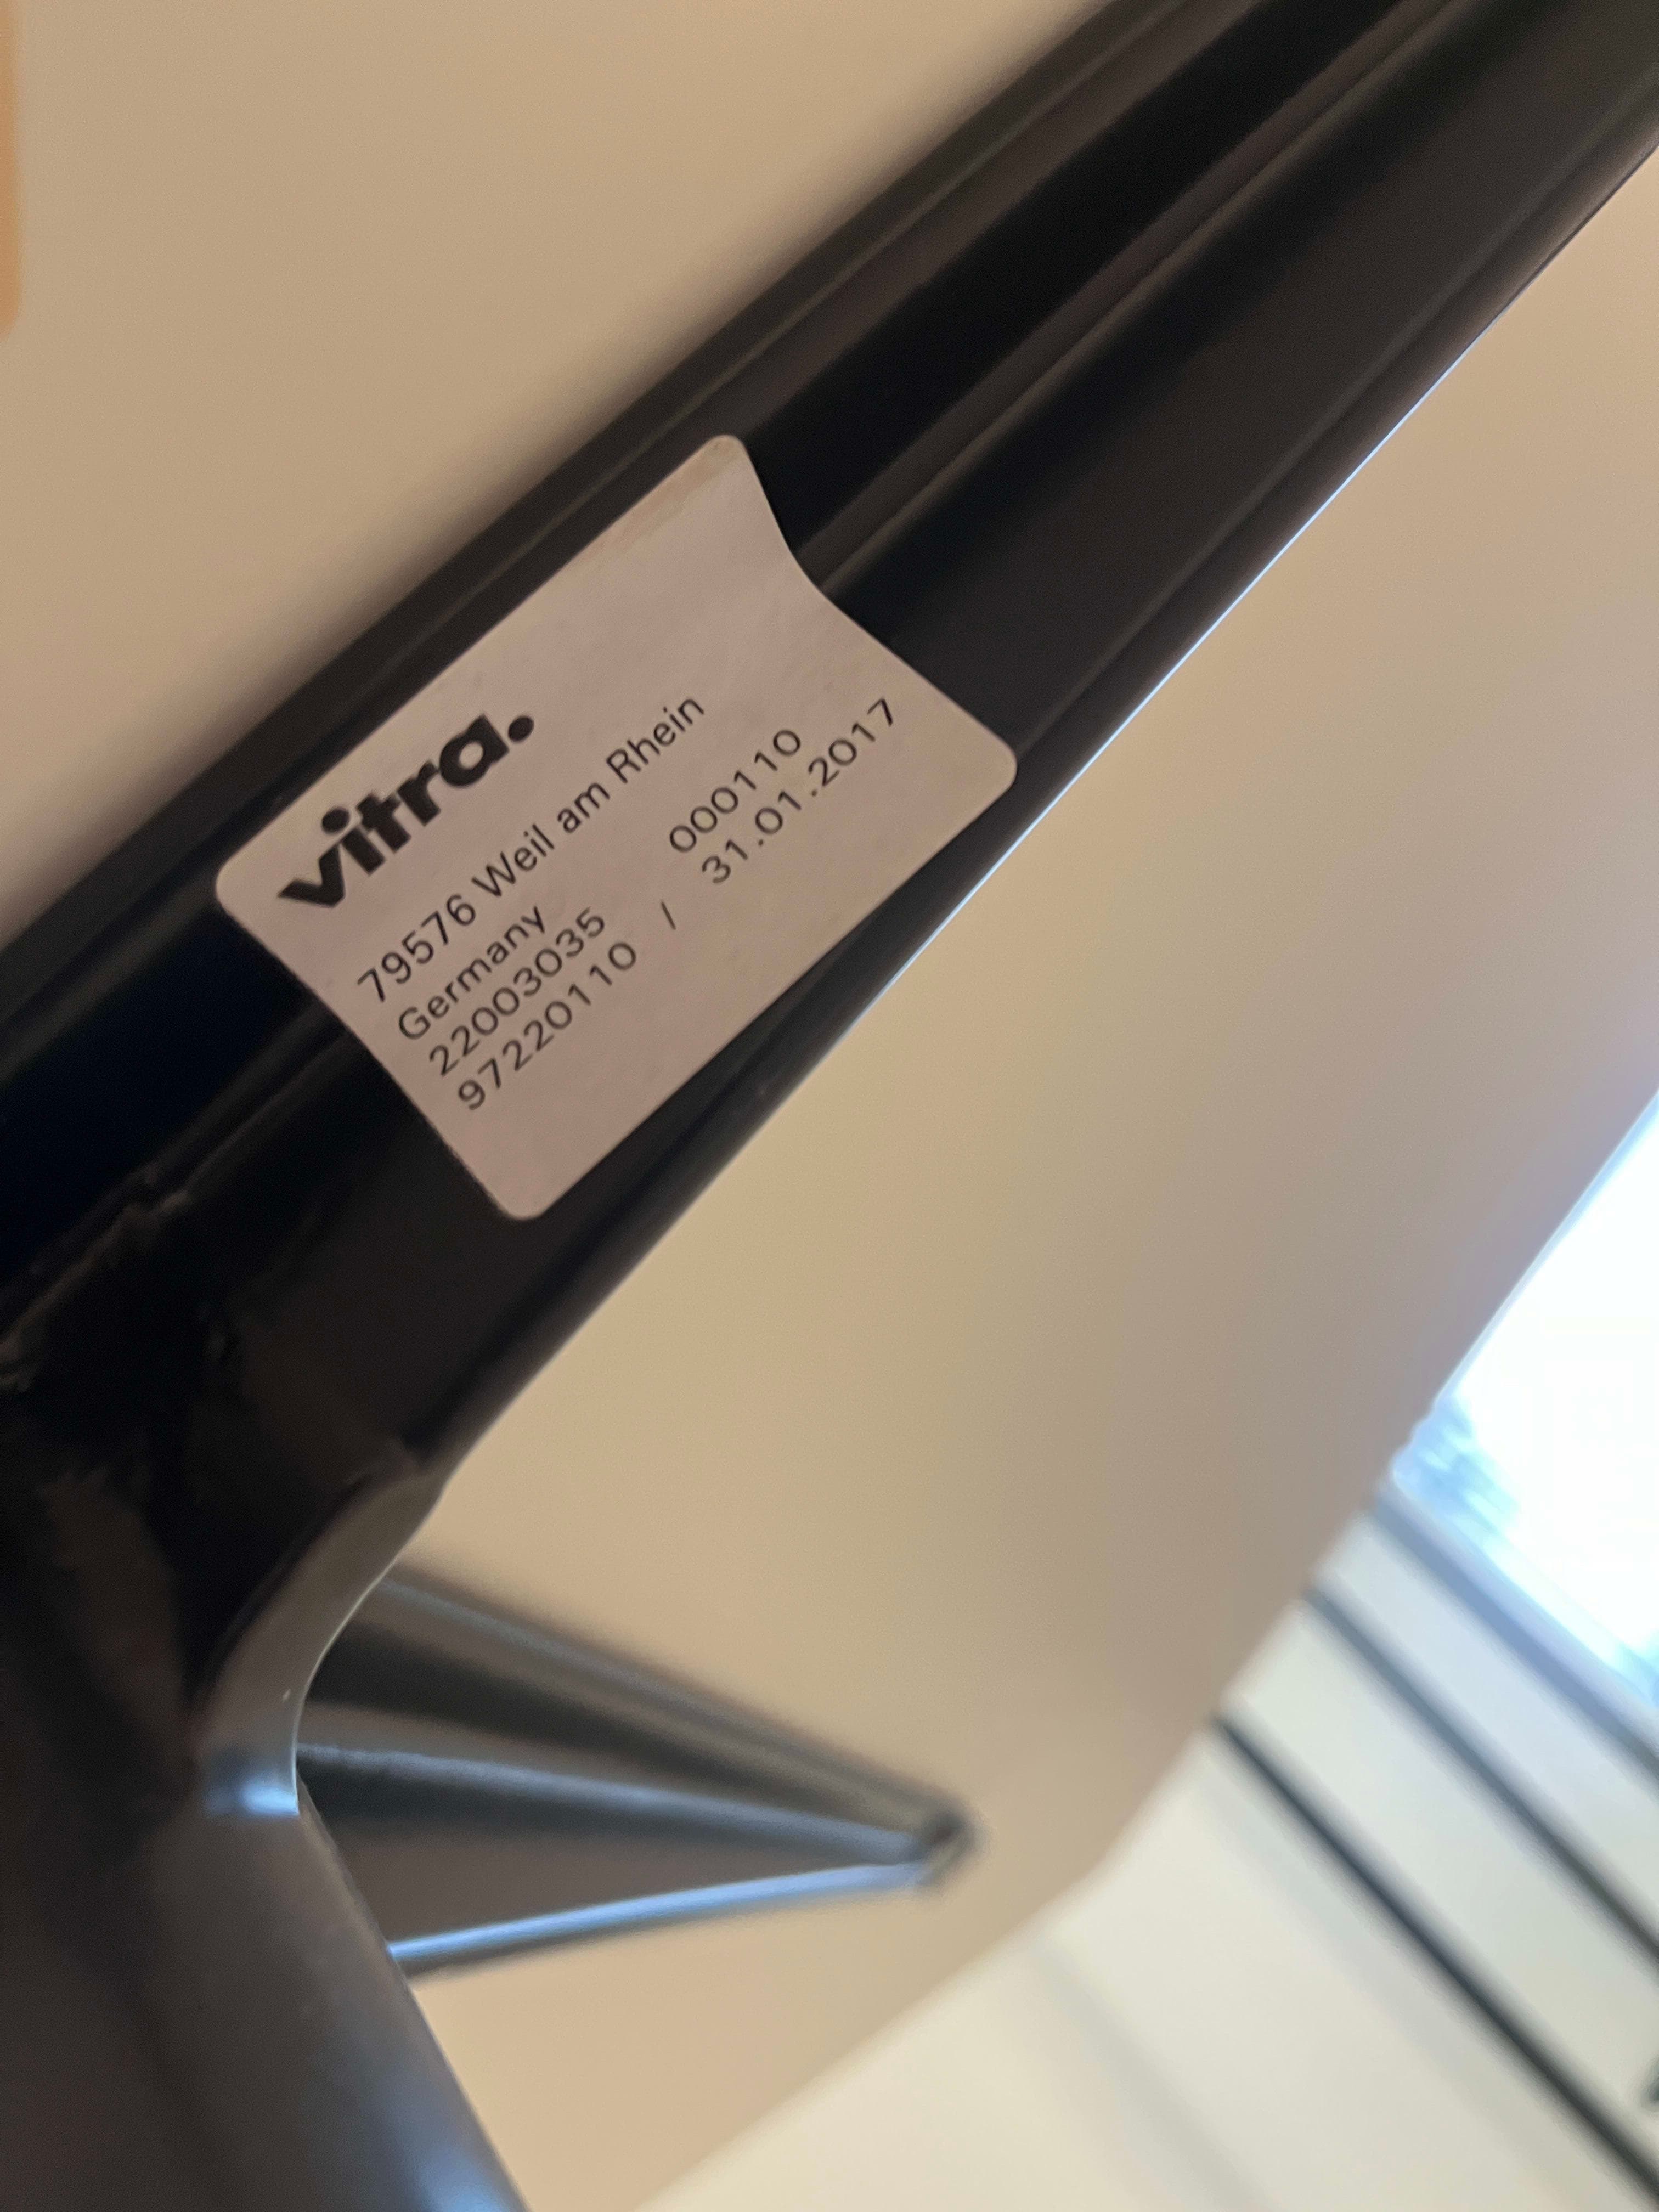 vitra.
79576 Weil am Rhein
Germany
22003035 000110
97220110 / 31.01.2017